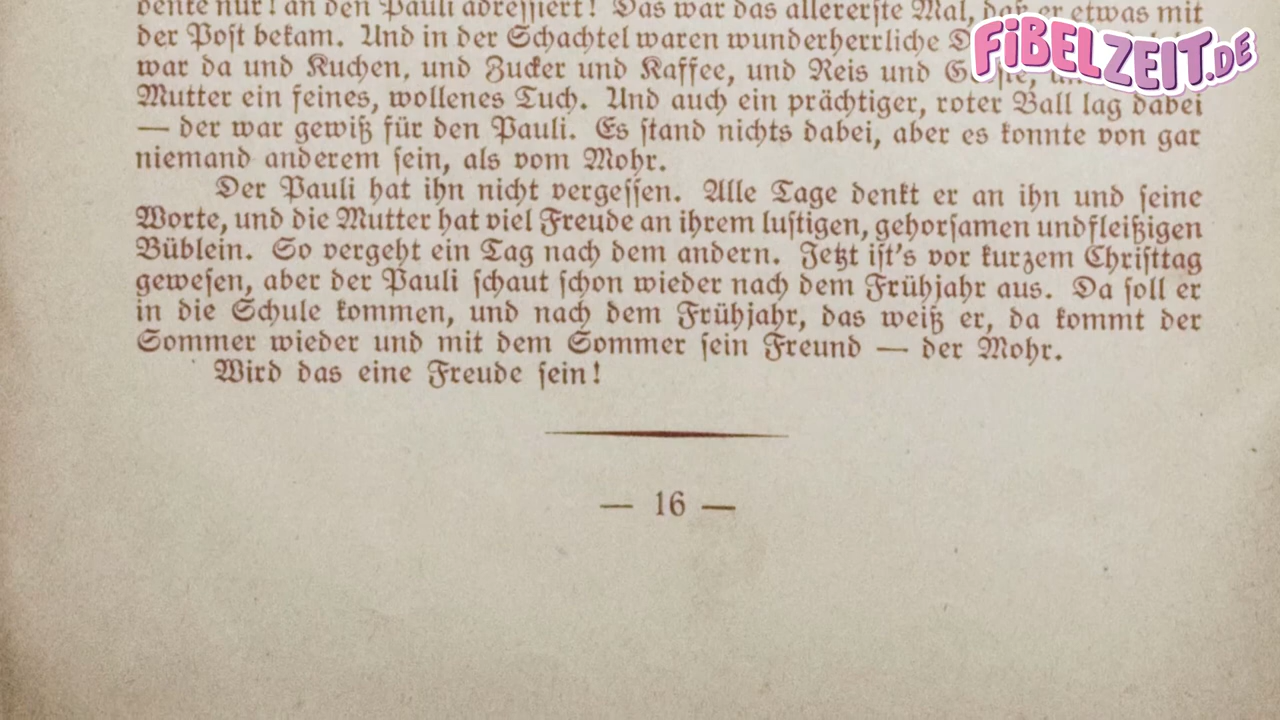 denke nur! an den Pauli adressiert! Das war das allererste Mal, daß er etwas mit
der Post bekam. Und in der Schachtel waren wunderherrliche
war da und Kuchen, und Zucker und Kaffee, und Reis und
Mutter ein feines, wollenes Tuch. Und auch ein prächtiger, roter Ball lag dabei
— der war gewiß für den Pauli. Es stand nichts dabei, aber es konnte von gar
niemand anderem sein, als vom Mohr.
Der Pauli hat ihn nicht vergessen. Alle Tage denkt er an ihn und seine
Worte, und die Mutter hat viel Freude an ihrem lustigen, gehorsamen undfleißigen
Büblein. So vergeht ein Tag nach dem andern. Jetzt ist's vor kurzem Christtag
gewesen, aber der Pauli schaut schon wieder nach dem Frühjahr aus. Da soll er
in die Schule kommen, und nach dem Frühjahr, das weiß er, da kommt der
Sommer wieder und mit dem Sommer sein Freund — der Mohr.
Wird das eine Freude sein!
— 16 —
FIBELZEIT.DE